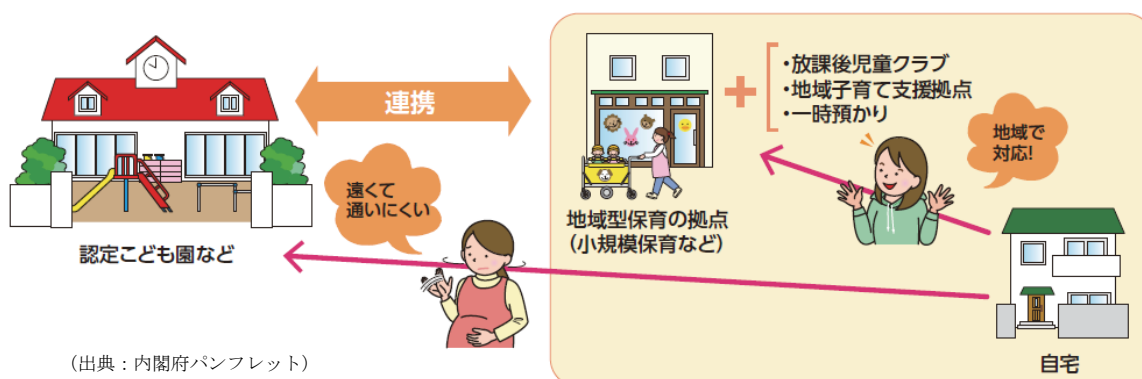 連携
・放課後児童クラブ
・地域子育て支援拠点
・一時預かり
地域で
対応!
遠くて
通いにくい
認定こども園など
地域型保育の拠点
(小規模保育など)
自宅
(出典:内閣府パンフレット)